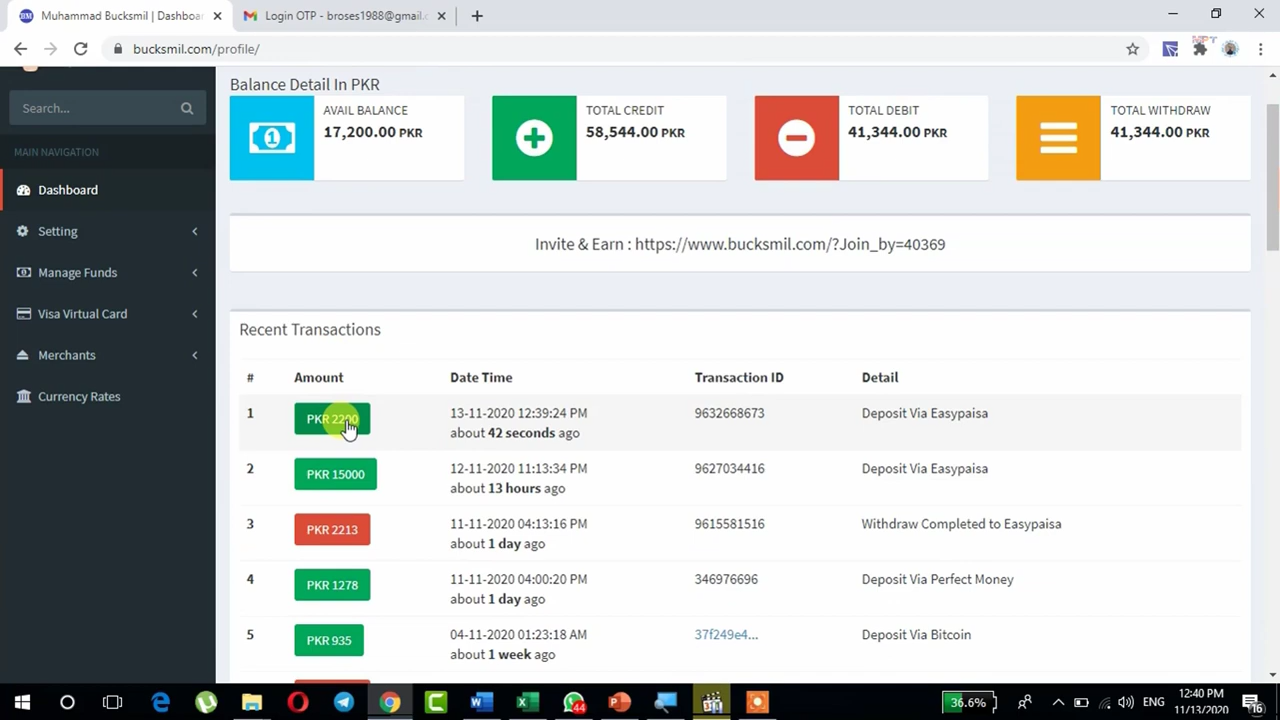 Muhammad Bucksmil | Dashboar
Login OTP - broses1988@gmail.c
bucksmil.com/profile/
Search...
MAIN NAVIGATION
Dashboard
Setting
Manage Funds
Visa Virtual Card
Merchants
Currency Rates
Balance Detail In PKR
AVAIL BALANCE
17,200.00 PKR
TOTAL CREDIT
58,544.00 PKR
TOTAL DEBIT
41,344.00 PKR
TOTAL WITHDRAW
41,344.00 PKR
Invite & Earn : https://www.bucksmil.com/?Join_by=40369
Recent Transactions
# Amount Date Time Transaction ID Detail
1 PKR 2200 13-11-2020 12:39:24 PM 9632668673 Deposit Via Easypaisa
about 42 seconds ago
2 PKR 15000 12-11-2020 11:13:34 PM 9627034416 Deposit Via Easypaisa
about 13 hours ago
3 PKR 2213 11-11-2020 04:13:16 PM 9615581516 Withdraw Completed to Easypaisa
about 1 day ago
4 PKR 1278 11-11-2020 04:00:20 PM 346976696 Deposit Via Perfect Money
about 1 day ago
5 PKR 935 04-11-2020 01:23:18 AM 37f249e4... Deposit Via Bitcoin
about 1 week ago
44
36.6%
ENG
12:40 PM
11/13/2020
16